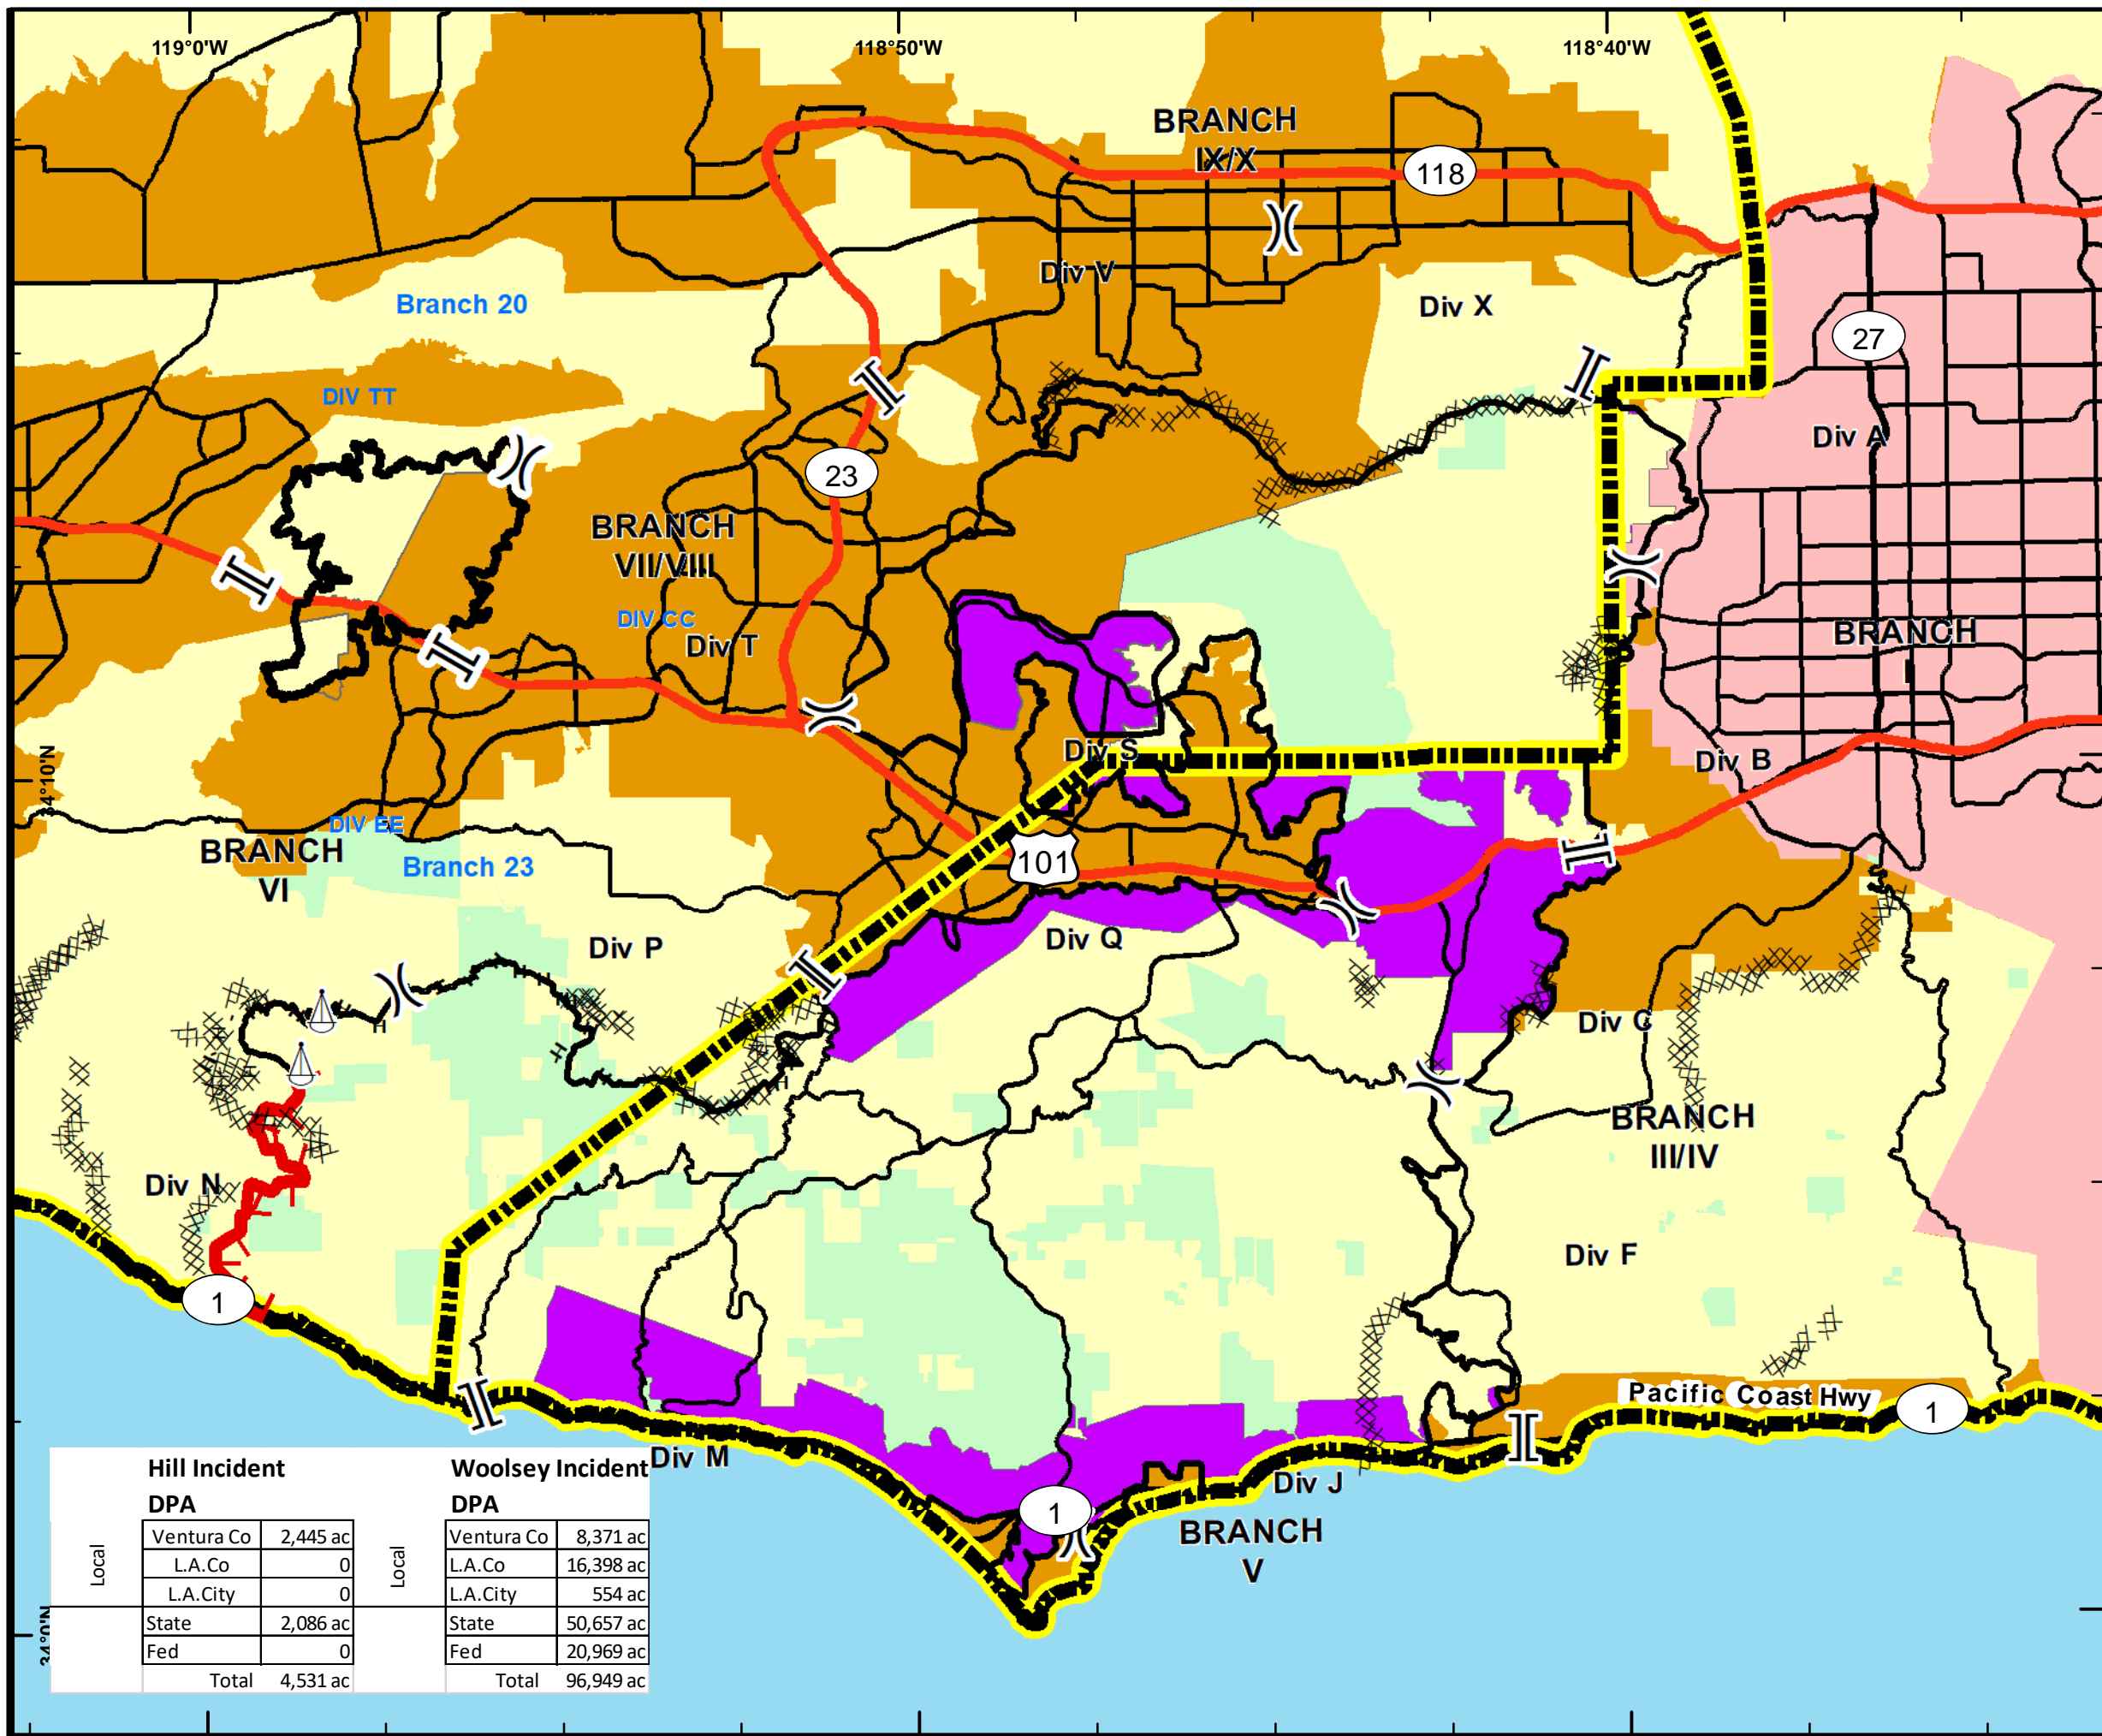 119°0'W
118°50'W
118°40'W
BRANCH
IX/X
118
Div V
Branch 20
Div X
27
DIV TT
Div A
23
BRANCH
VII/VIII
DIV CC
Div T
BRANCH
I
34°10'N
Div S
Div B
DIV EE
BRANCH
VI
Branch 23
101
Div P
Div Q
H
H
H
H
H
H
Div C
BRANCH
III/IV
Div N
Div F
1
Pacific Coast Hwy
1
Div M
Div J
1
BRANCH
V
34°0'N
Hill Incident
DPA
Local
Ventura Co 2,445 ac
L.A.Co 0
L.A.City 0
State 2,086 ac
Fed 0
Total 4,531 ac
Woolsey Incident
DPA
Local
Ventura Co 8,371 ac
L.A.Co 16,398 ac
L.A.City 554 ac
State 50,657 ac
Fed 20,969 ac
Total 96,949 ac